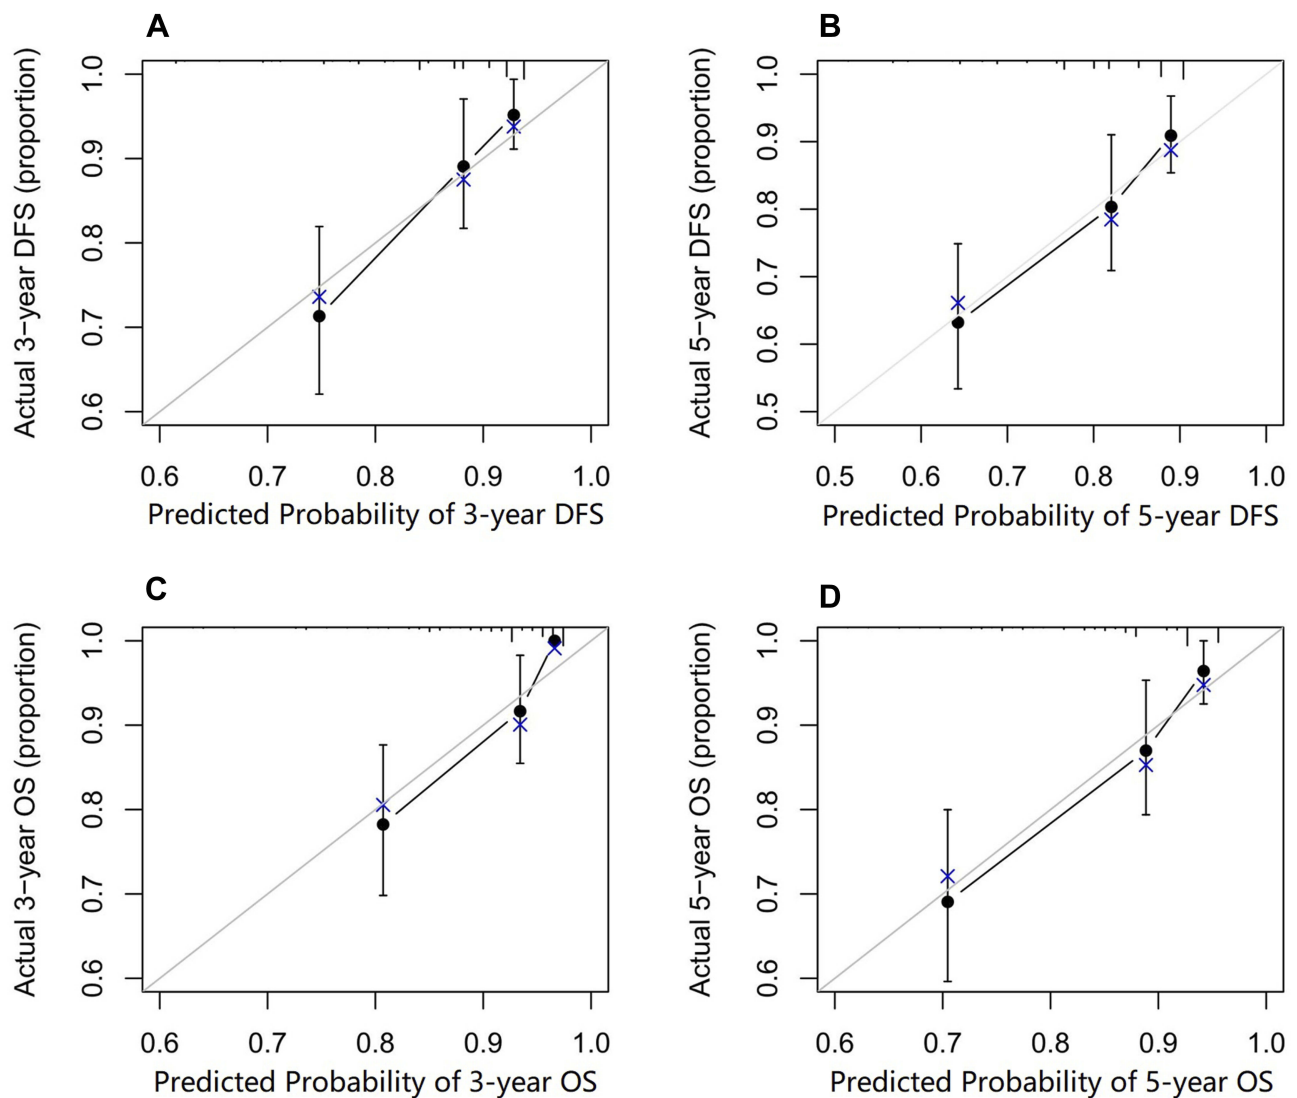 A
Actual 3−year DFS (proportion)
1.0
0.9
0.8
0.7
0.6
0.6 0.7 0.8 0.9 1.0
Predicted Probability of 3-year DFS
B
Actual 5−year DFS (proportion)
1.0
0.9
0.8
0.7
0.6
0.5
0.5 0.6 0.7 0.8 0.9 1.0
Predicted Probability of 5-year DFS
C
Actual 3−year OS (proportion)
1.0
0.9
0.8
0.7
0.6
0.6 0.7 0.8 0.9 1.0
Predicted Probability of 3-year OS
D
Actual 5−year OS (proportion)
1.0
0.9
0.8
0.7
0.6
0.6 0.7 0.8 0.9 1.0
Predicted Probability of 5-year OS